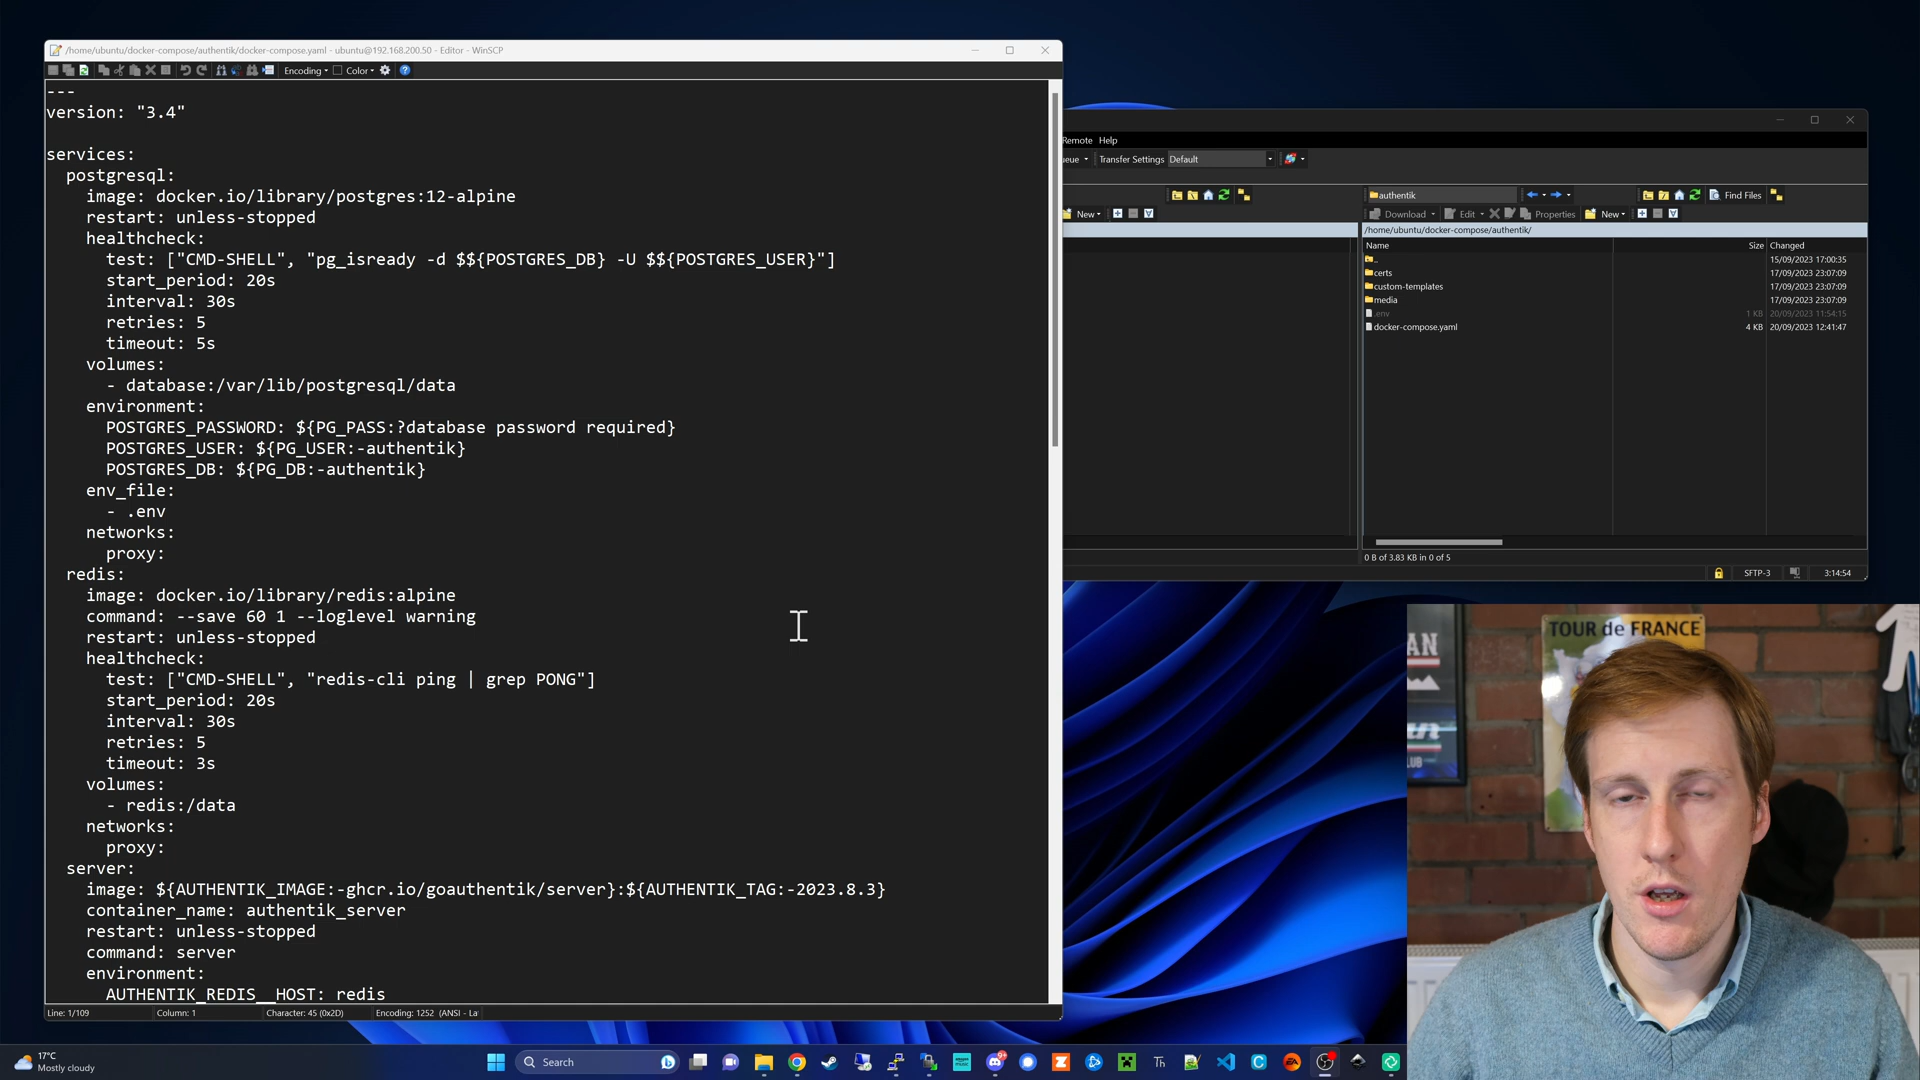 /home/ubuntu/docker-compose/authentik/docker-compose.yaml - ubuntu@192.168.200.50 - Editor - WinSCP
Encoding Color
---
version: "3.4"
services:
postgresql:
image: docker.io/library/postgres:12-alpine
restart: unless-stopped
healthcheck:
test: ["CMD-SHELL", "pg_isready -d $${POSTGRES_DB} -U $${POSTGRES_USER}"]
start_period: 20s
interval: 30s
retries: 5
timeout: 5s
volumes:
- database:/var/lib/postgresql/data
environment:
POSTGRES_PASSWORD: ${PG_PASS:?database password required}
POSTGRES_USER: ${PG_USER:-authentik}
POSTGRES_DB: ${PG_DB:-authentik}
env_file:
- .env
networks:
proxy:
redis:
image: docker.io/library/redis:alpine
command: --save 60 1 --loglevel warning
restart: unless-stopped
healthcheck:
test: ["CMD-SHELL", "redis-cli ping | grep PONG"]
start_period: 20s
interval: 30s
retries: 5
timeout: 3s
volumes:
- redis:/data
networks:
proxy:
server:
image: ${AUTHENTIK_IMAGE:-ghcr.io/goauthentik/server}:${AUTHENTIK_TAG:-2023.8.3}
container_name: authentik_server
restart: unless-stopped
command: server
environment:
AUTHENTIK_REDIS__HOST: redis
Line: 1/109 Column: 1 Character: 45 (0x2D) Encoding: 1252 (ANSI - La
Remote Help
eue Transfer Settings Default
authentik Find Files
New Download Edit Properties New
/home/ubuntu/docker-compose/authentik/
Name Size Changed
.. 15/09/2023 17:00:35
certs 17/09/2023 23:07:09
custom-templates 17/09/2023 23:07:09
media 17/09/2023 23:07:09
.env 1 KB 20/09/2023 11:54:15
docker-compose.yaml 4 KB 20/09/2023 12:41:47
0 B of 3.83 KB in 0 of 5
SFTP-3 3:14:54
TOUR de FRANCE
AN
LUB
17°C
Mostly cloudy
Search
Th